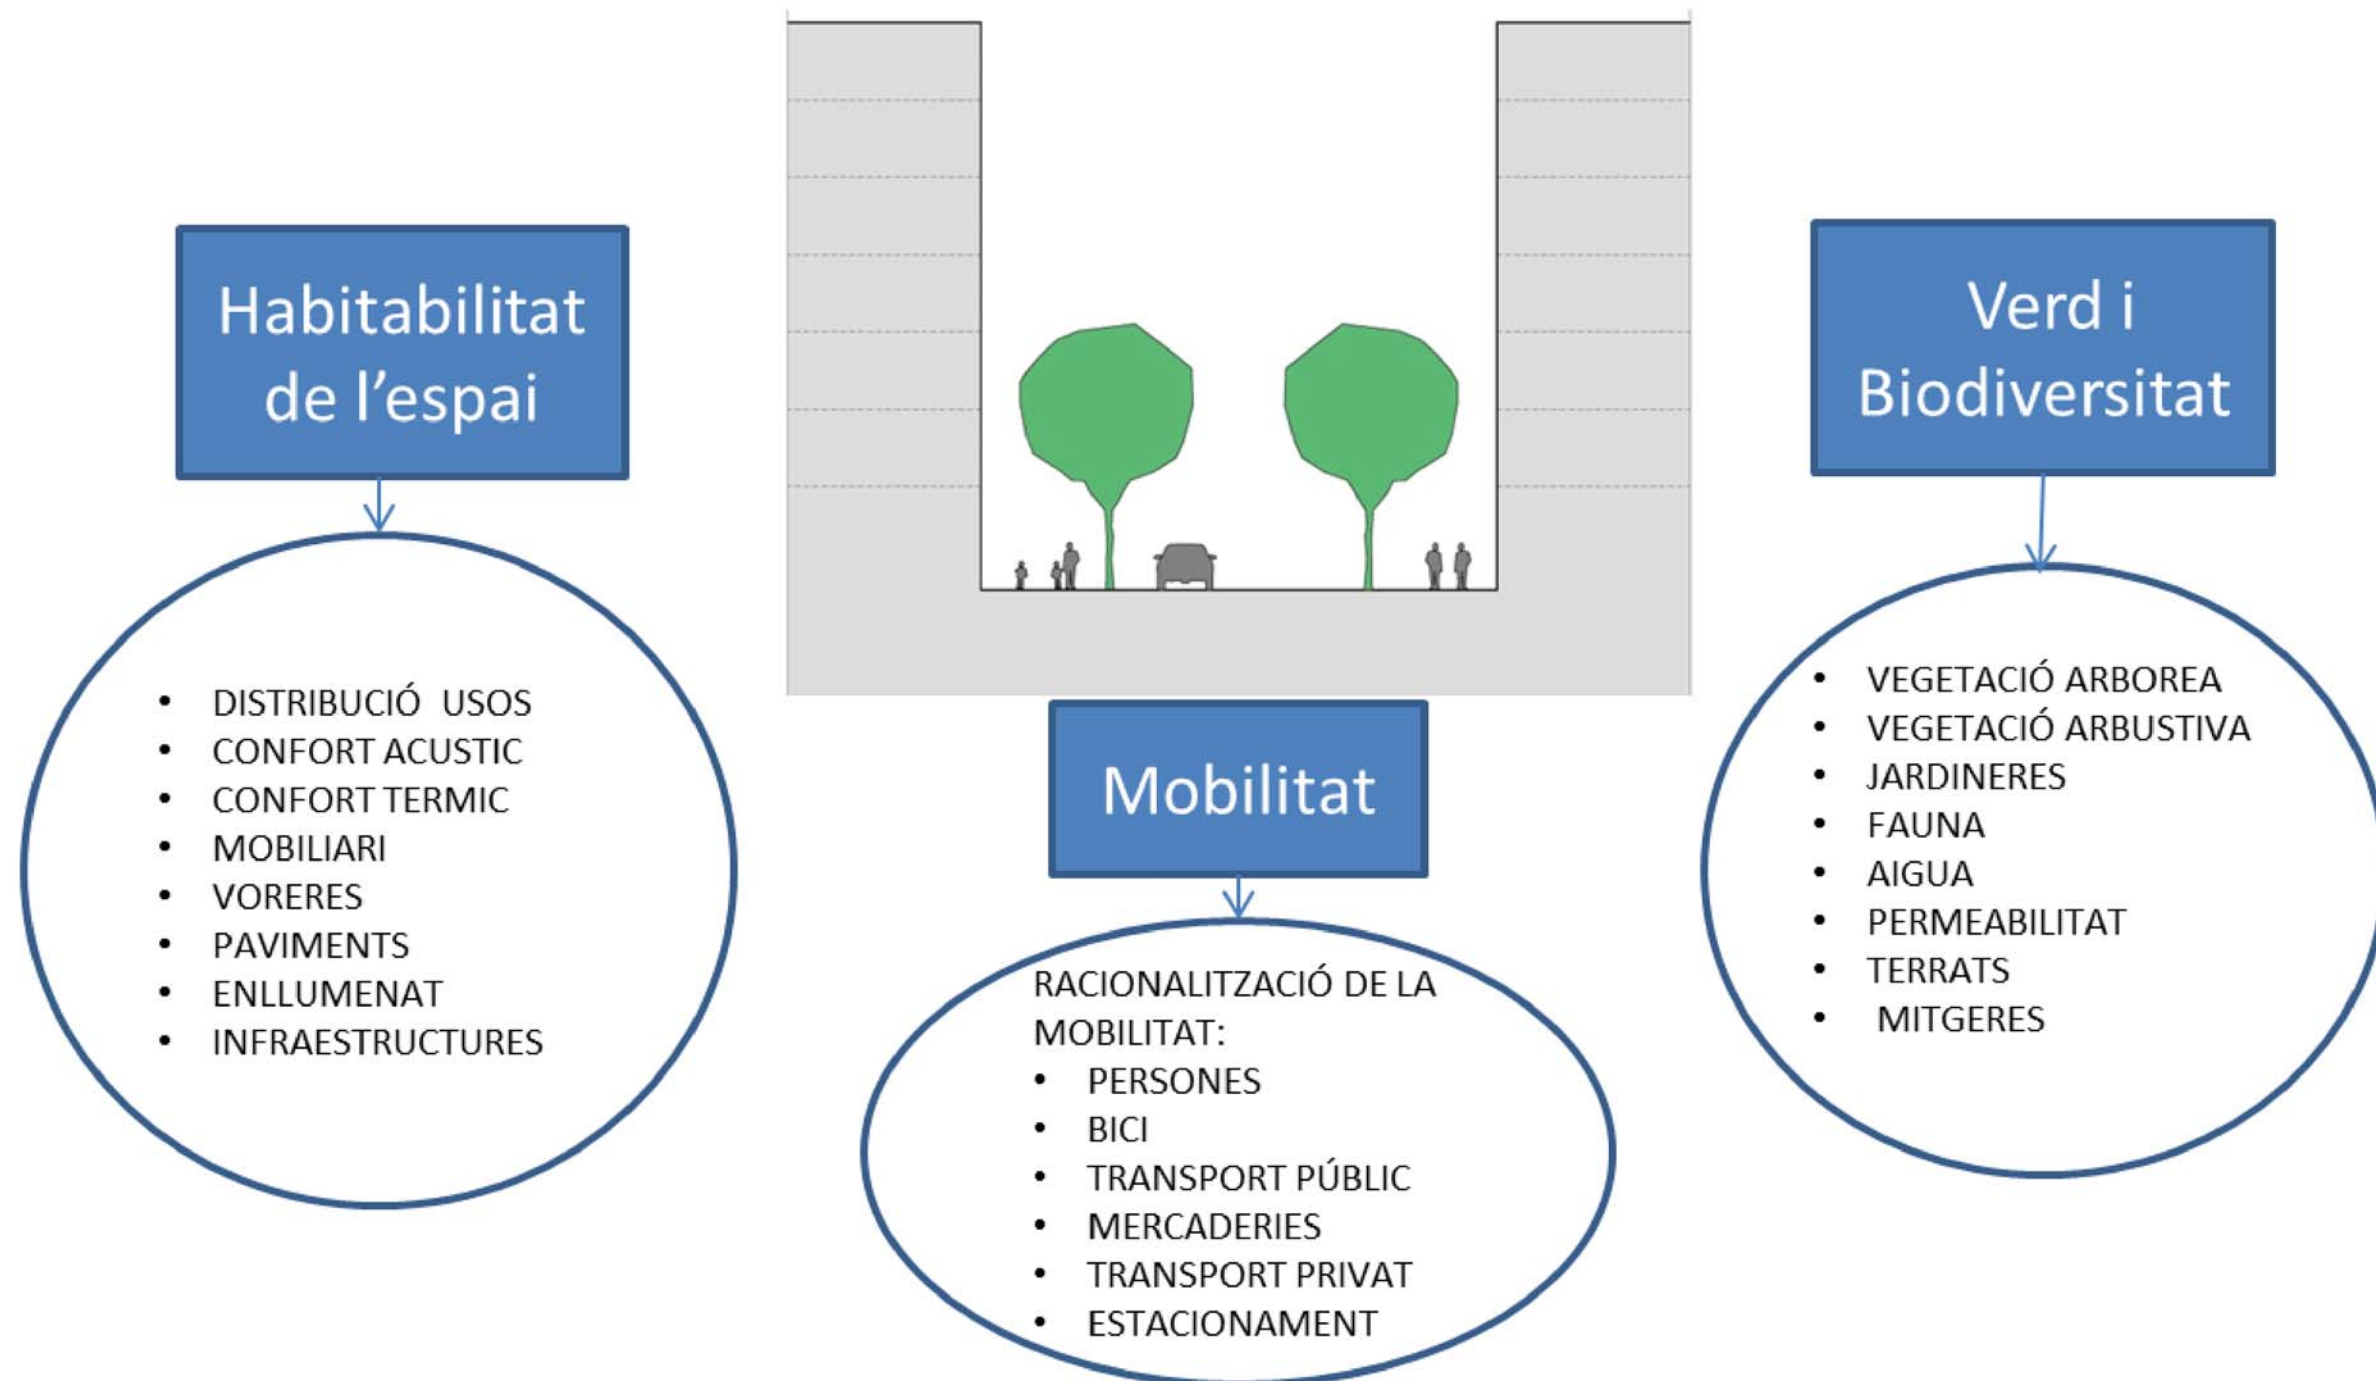 Habitabilitat
de l'espai
• DISTRIBUCIÓ  USOS
• CONFORT ACUSTIC
• CONFORT TERMIC
• MOBILIARI
• VORERES
• PAVIMENTS
• ENLLUMENAT
• INFRAESTRUCTURES
Mobilitat
RACIONALITZACIÓ DE LA
MOBILITAT:
• PERSONES
• BICI
• TRANSPORT PÚBLIC
• MERCADERIES
• TRANSPORT PRIVAT
• ESTACIONAMENT
Verd i
Biodiversitat
• VEGETACIÓ ARBOREA
• VEGETACIÓ ARBUSTIVA
• JARDINERES
• FAUNA
• AIGUA
• PERMEABILITAT
• TERRATS
• MITGERES